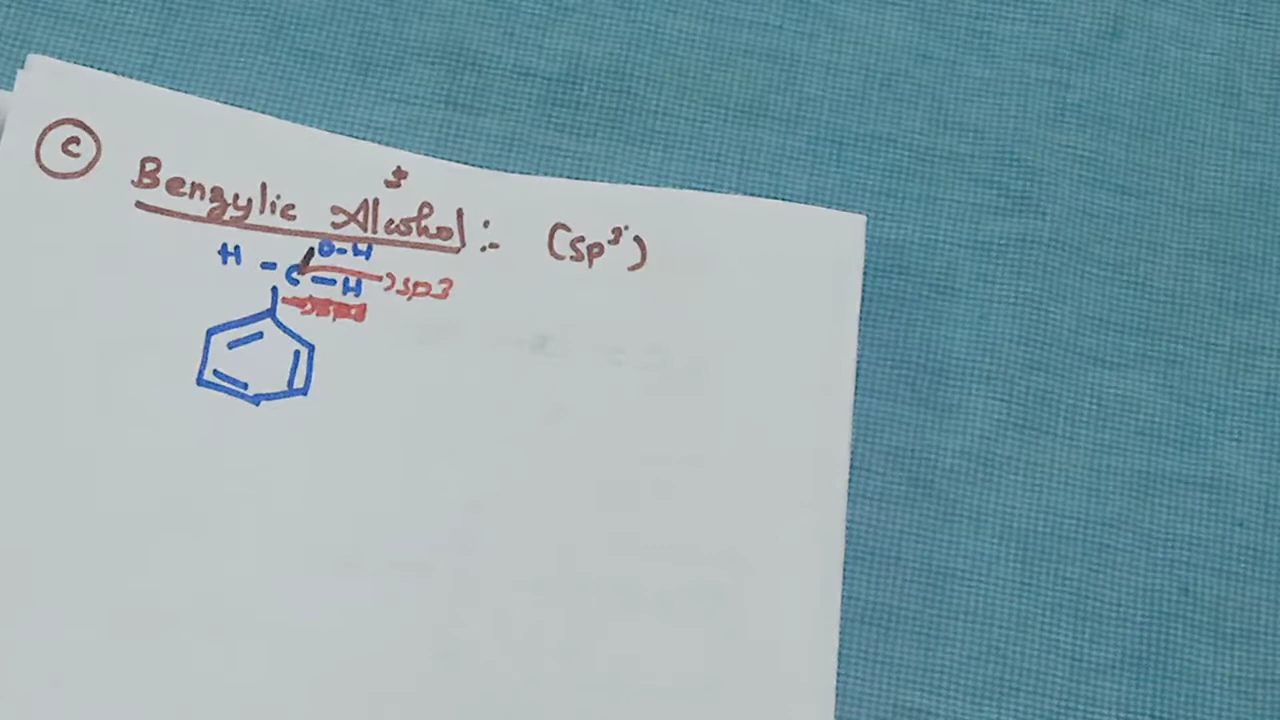 C Benzylic Alcohol :- (sp³)
O-H
H - C - H → sp3